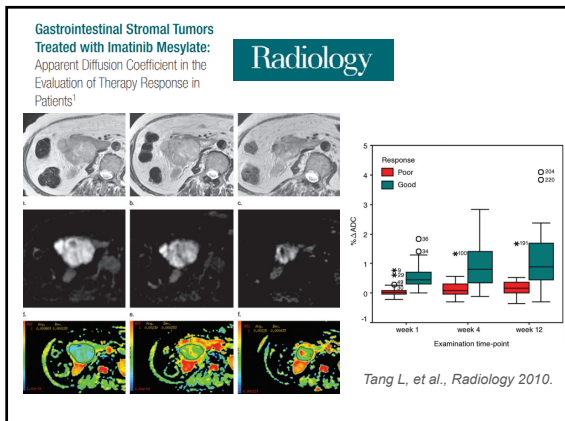 Gastrointestinal Stromal Tumors
Treated with Imatinib Mesylate:
Apparent Diffusion Coefficient in the
Evaluation of Therapy Response in
Patients¹
Radiology
a.
b.
c.
d.
e.
f.
Response
Poor
Good
% ΔADC
5
4
3
2
1
0
-1
9
29
36
34
100
191
204
220
week 1
week 4
week 12
Examination time-point
Tang L, et al., Radiology 2010.